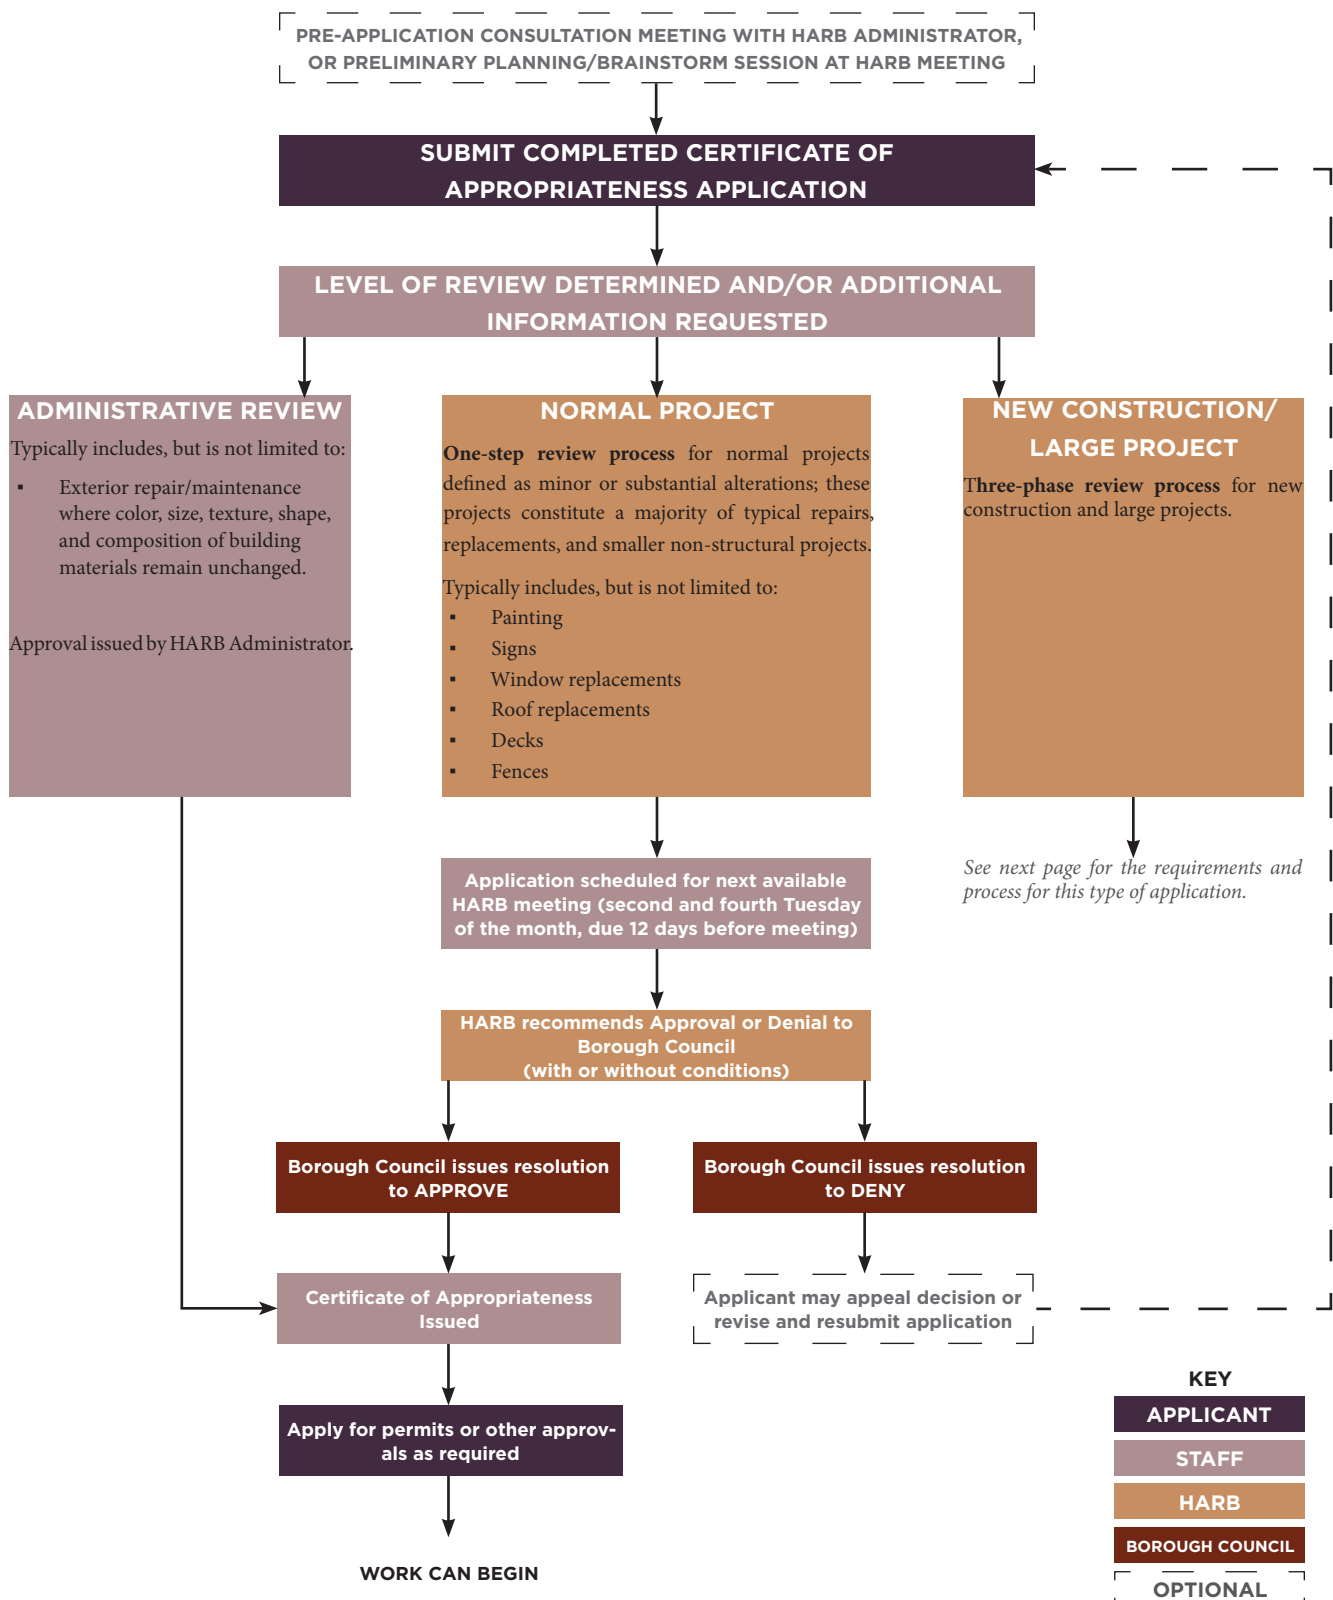 PRE-APPLICATION CONSULTATION MEETING WITH HARB ADMINISTRATOR,
OR PRELIMINARY PLANNING/BRAINSTORM SESSION AT HARB MEETING
SUBMIT COMPLETED CERTIFICATE OF
APPROPRIATENESS APPLICATION
LEVEL OF REVIEW DETERMINED AND/OR ADDITIONAL
INFORMATION REQUESTED
ADMINISTRATIVE REVIEW
Typically includes, but is not limited to:
▪ Exterior repair/maintenance
where color, size, texture, shape,
and composition of building
materials remain unchanged.
Approval issued by HARB Administrator.
NORMAL PROJECT
One-step review process for normal projects
defined as minor or substantial alterations; these
projects constitute a majority of typical repairs,
replacements, and smaller non-structural projects.
Typically includes, but is not limited to:
▪ Painting
▪ Signs
▪ Window replacements
▪ Roof replacements
▪ Decks
▪ Fences
NEW CONSTRUCTION/
LARGE PROJECT
Three-phase review process for new
construction and large projects.
See next page for the requirements and
process for this type of application.
Application scheduled for next available
HARB meeting (second and fourth Tuesday
of the month, due 12 days before meeting)
HARB recommends Approval or Denial to
Borough Council
(with or without conditions)
Borough Council issues resolution
to APPROVE
Borough Council issues resolution
to DENY
Certificate of Appropriateness
Issued
Applicant may appeal decision or
revise and resubmit application
Apply for permits or other approv-
als as required
WORK CAN BEGIN
KEY
APPLICANT
STAFF
HARB
BOROUGH COUNCIL
OPTIONAL